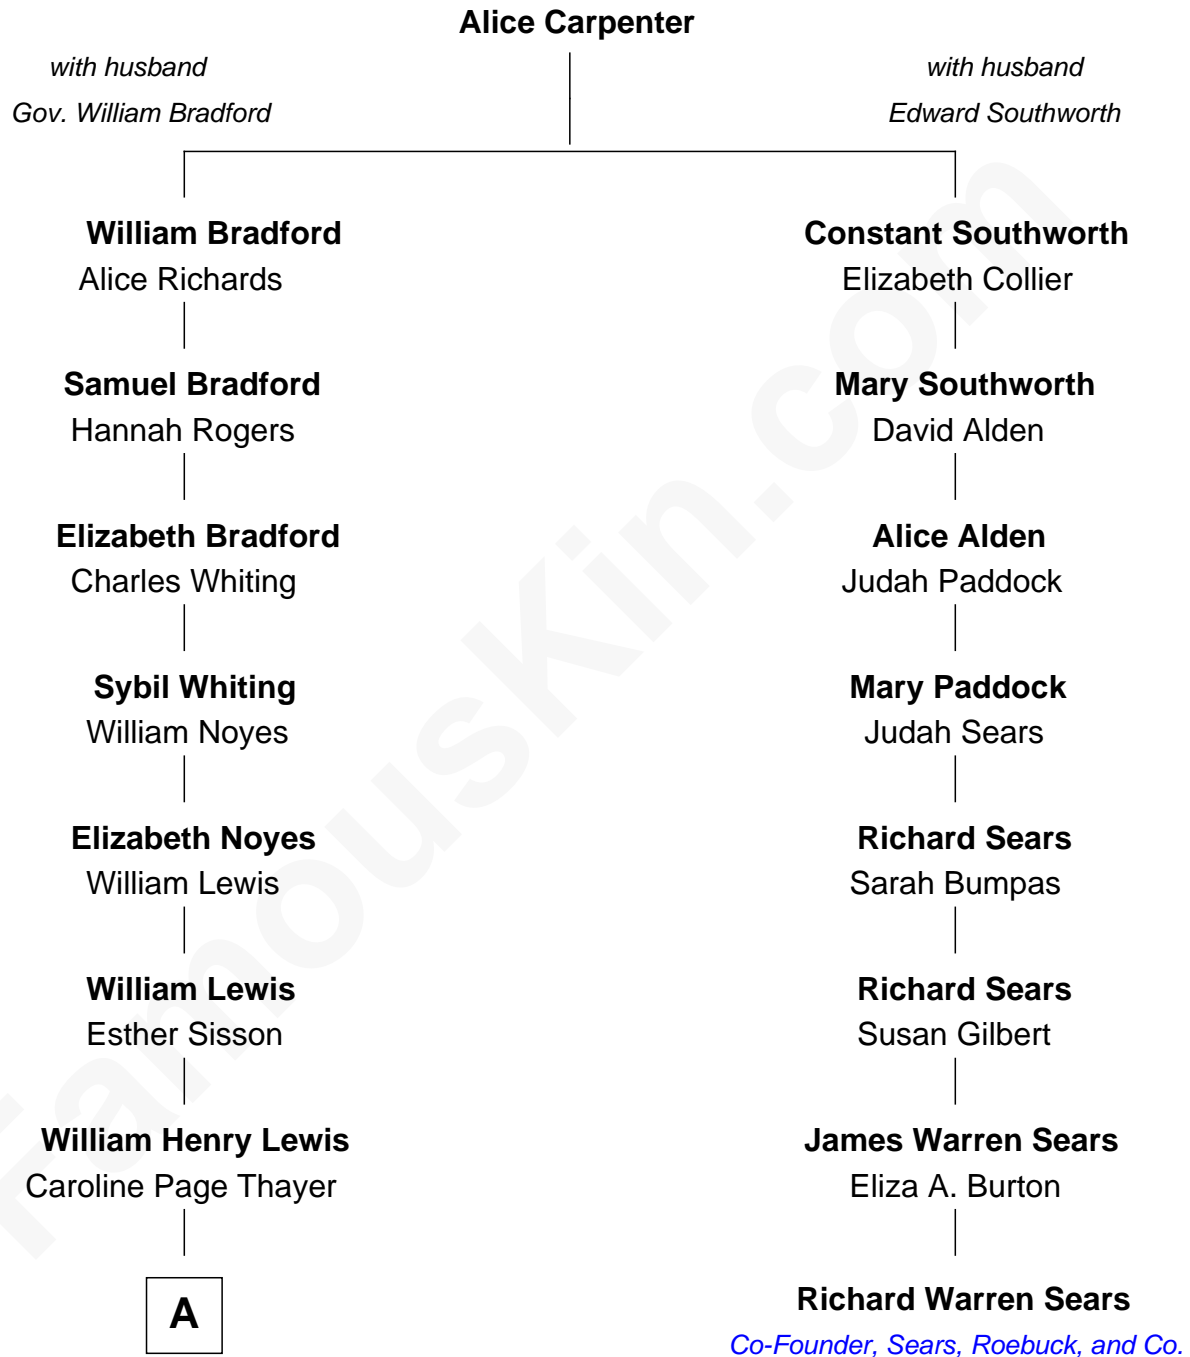 Alice Carpenter
with husband
Gov. William Bradford
with husband
Edward Southworth
William Bradford
Alice Richards
Constant Southworth
Elizabeth Collier
Samuel Bradford
Hannah Rogers
Mary Southworth
David Alden
Elizabeth Bradford
Charles Whiting
Alice Alden
Judah Paddock
Sybil Whiting
William Noyes
Mary Paddock
Judah Sears
Elizabeth Noyes
William Lewis
Richard Sears
Sarah Bumpas
William Lewis
Esther Sisson
Richard Sears
Susan Gilbert
William Henry Lewis
Caroline Page Thayer
James Warren Sears
Eliza A. Burton
A
Richard Warren Sears
Co-Founder, Sears, Roebuck, and Co.
FamousKin.com